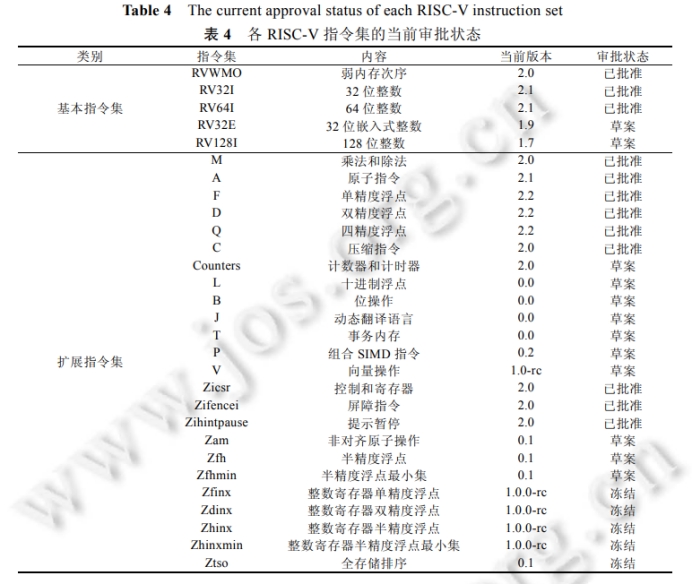 Table 4 The current approval status of each RISC-V instruction set
表 4 各 RISC-V 指令集的当前审批状态
类别 指令集 内容 当前版本 审批状态
RVWMO 弱内存次序 2.0 已批准
RV32I 32 位整数 2.1 已批准
RV64I 64 位整数 2.1 已批准
基本指令集
RV32E 32 位嵌入式整数 1.9 草案
RV128I 128 位整数 1.7 草案
M 乘法和除法 2.0 已批准
A 原子指令 2.1 已批准
F 单精度浮点 2.2 已批准
D 双精度浮点 2.2 已批准
Q 四精度浮点 2.2 已批准
C 压缩指令 2.0 已批准
Counters 计数器和计时器 2.0 草案
L 十进制浮点 0.0 草案
B 位操作 0.0 草案
J 动态翻译语言 0.0 草案
T 事务内存 0.0 草案
P 组合 SIMD 指令 0.2 草案
扩展指令集
V 向量操作 1.0-rc 草案
Zicsr 控制和寄存器 2.0 已批准
Zifencei 屏障指令 2.0 已批准
Zihintpause 提示暂停 2.0 已批准
Zam 非对齐原子操作 0.1 草案
Zfh 半精度浮点 0.1 草案
Zfhmin 半精度浮点最小集 0.1 草案
Zfinx 整数寄存器单精度浮点 1.0.0-rc 冻结
Zdinx 整数寄存器双精度浮点 1.0.0-rc 冻结
Zhinx 整数寄存器半精度浮点 1.0.0-rc 冻结
Zhinxmin 整数寄存器半精度浮点最小集 1.0.0-rc 冻结
Ztso 全存储排序 0.1 冻结
www.jos.org.cn